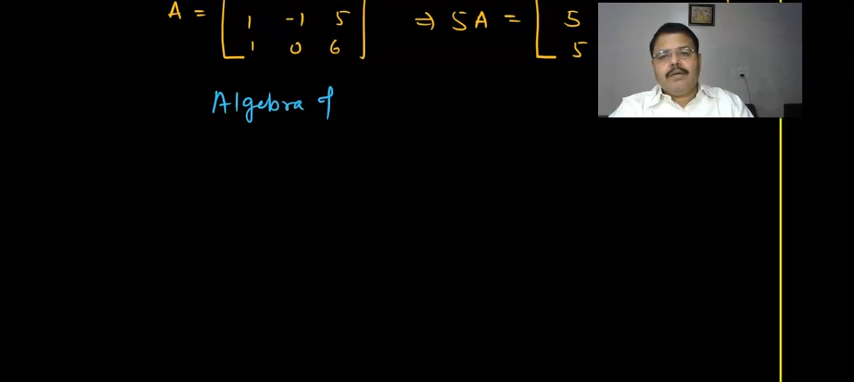 A = [ 1 -1 5 ⇒ 5A = [ 5
1 0 6 ] 5
Algebra of